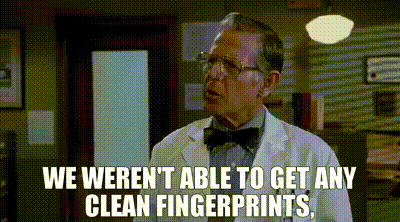 WE WEREN'T ABLE TO GET ANY
CLEAN FINGERPRINTS,